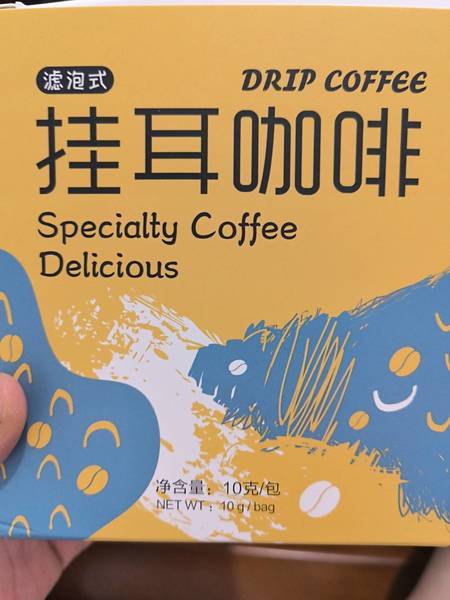 滤泡式
DRIP COFFEE
挂耳咖啡
Specialty Coffee
Delicious
净含量：10克/包
NET WT：10g/bag